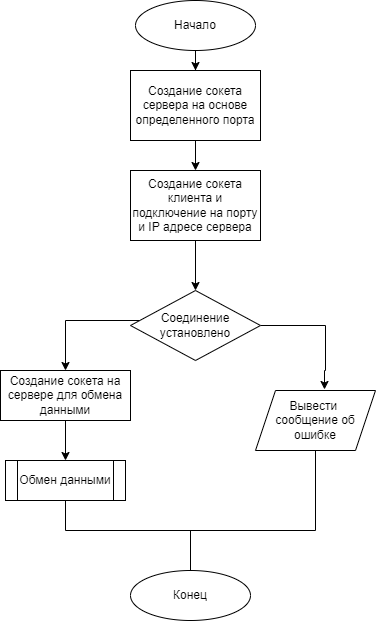 Начало
Создание сокета
сервера на основе
определенного порта
Создание сокета
клиента и
подключение на порту
и IP адресе сервера
Соединение
установлено
Создание сокета на
сервере для обмена
данными
Вывести
сообщение об
ошибке
Обмен данными
Конец